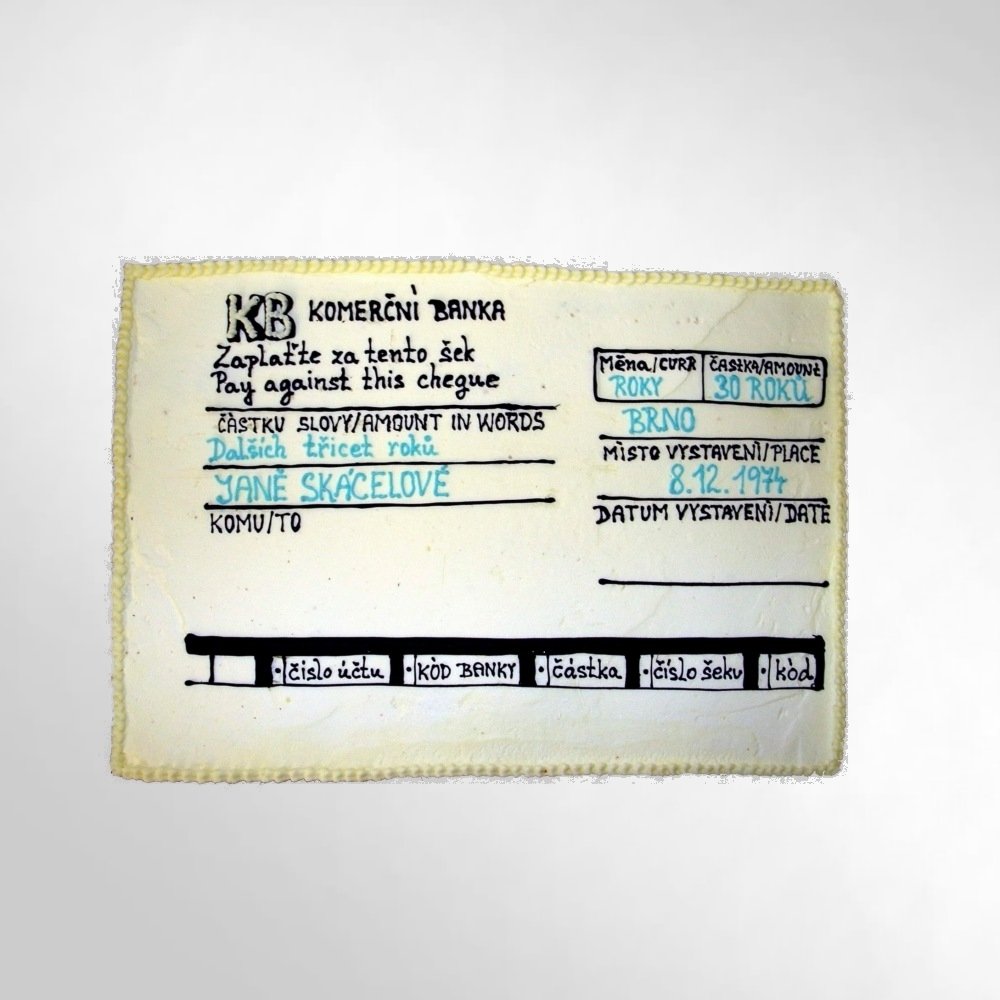 KB KOMERČNÍ BANKA
Zaplaťte za tento šek
Pay against this cheque
Měna/CURR ČÁSTKA/AMOUNT
ROKY 30 ROKŮ
ČÁSTKU SLOVY/AMOUNT IN WORDS
Dalších třicet roků
JANĚ SKÁCELOVÉ
KOMU/TO
BRNO
MÍSTO VYSTAVENÍ/PLACE
8.12.1974
DATUM VYSTAVENÍ/DATE
číslo účtu KÓD BANKY částka číslo šeku kód